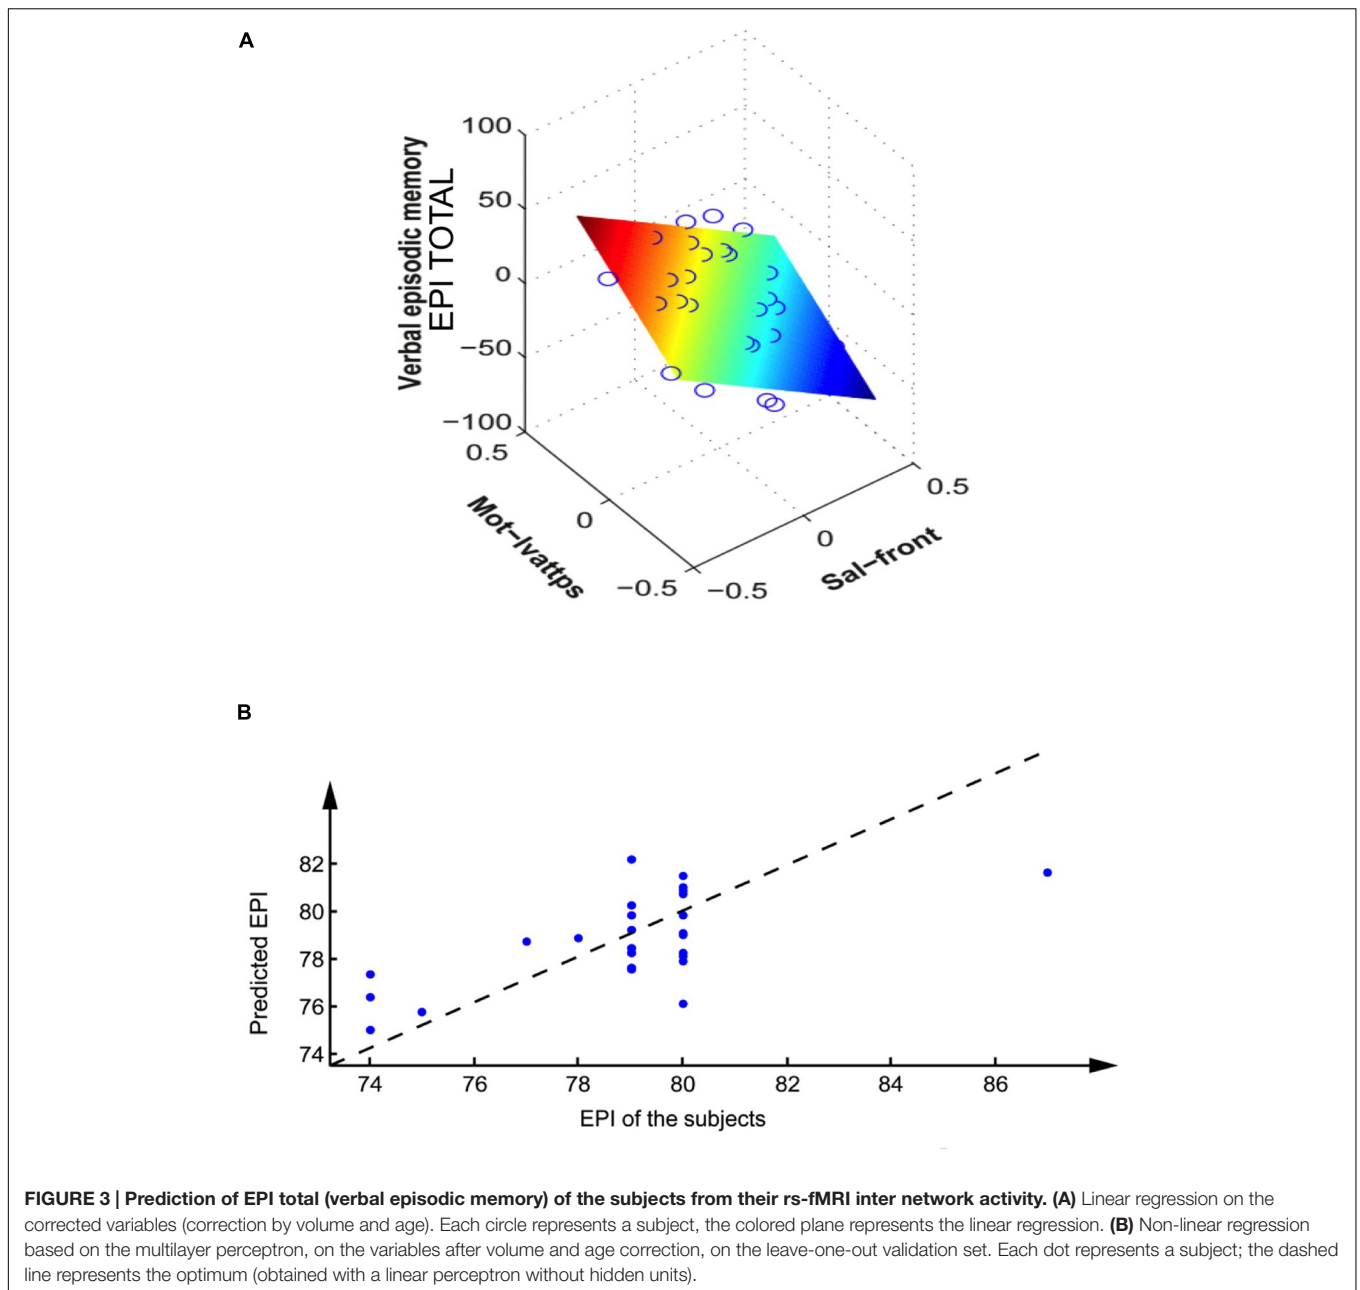 A
Verbal episodic memory
EPI TOTAL
100
50
0
−50
−100
0.5
0
−0.5
Mot−lvattps
−0.5
0
0.5
Sal−front
B
Predicted EPI
82
80
78
76
74
74 76 78 80 82 84 86
EPI of the subjects
FIGURE 3 | Prediction of EPI total (verbal episodic memory) of the subjects from their rs-fMRI inter network activity. (A) Linear regression on the
corrected variables (correction by volume and age). Each circle represents a subject, the colored plane represents the linear regression. (B) Non-linear regression
based on the multilayer perceptron, on the variables after volume and age correction, on the leave-one-out validation set. Each dot represents a subject; the dashed
line represents the optimum (obtained with a linear perceptron without hidden units).